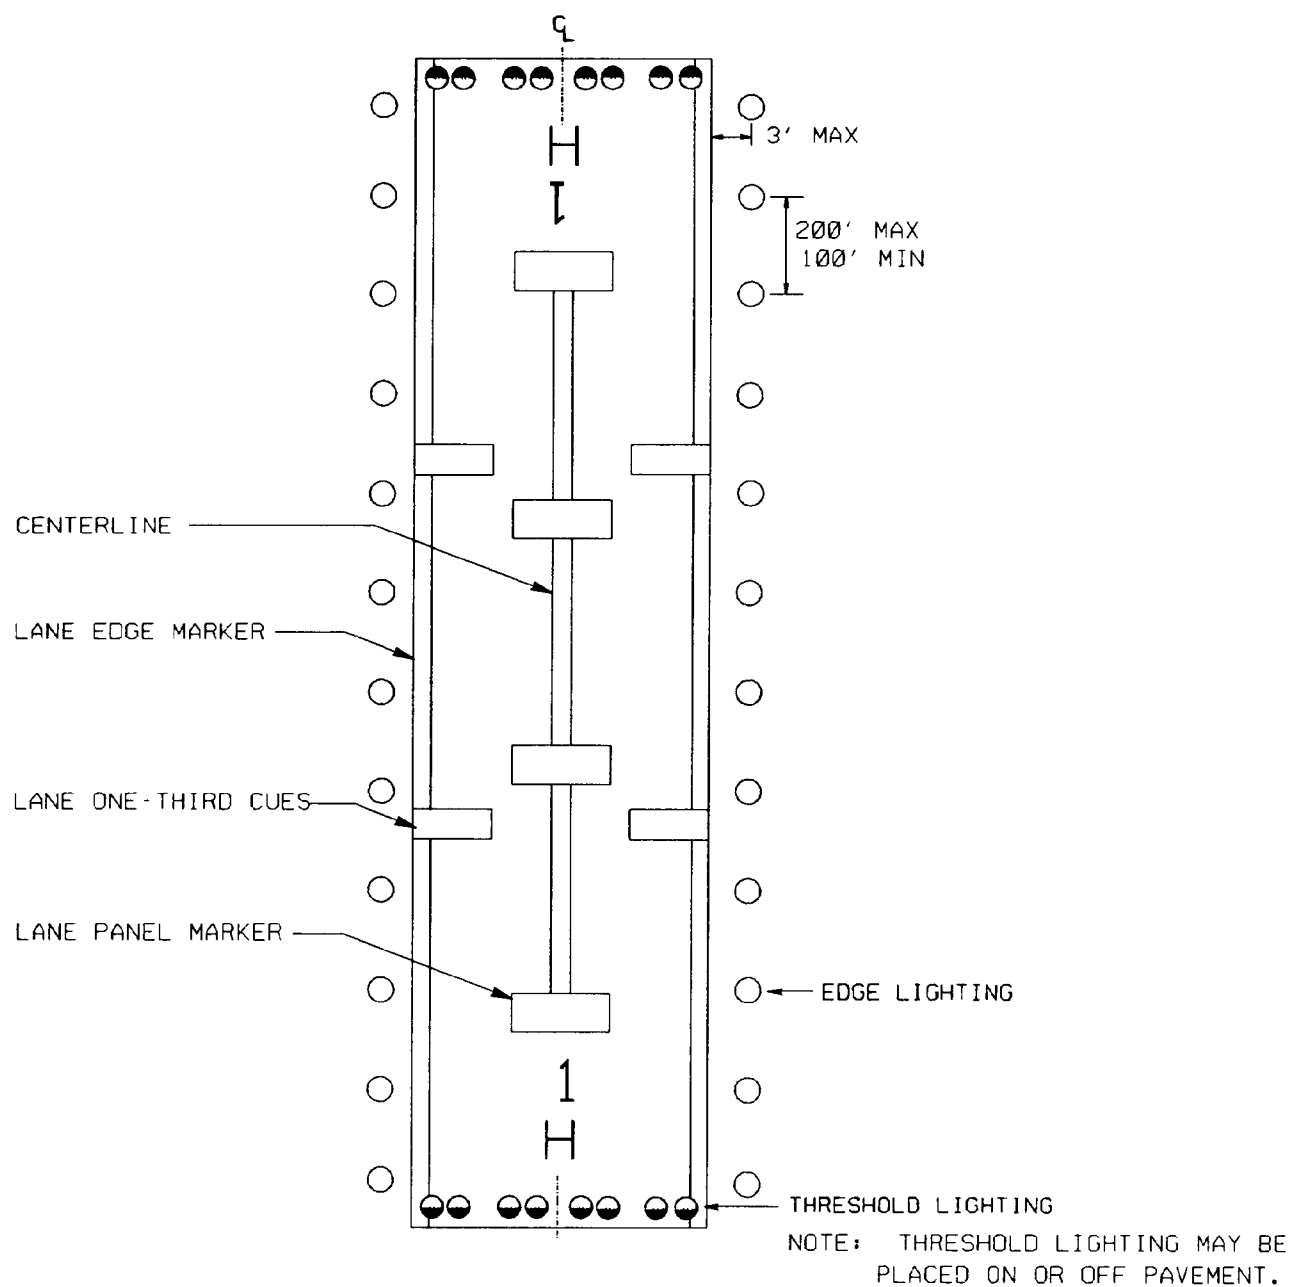 ℄
H
1
3' MAX
200' MAX
100' MIN
CENTERLINE
LANE EDGE MARKER
LANE ONE-THIRD CUES
LANE PANEL MARKER
EDGE LIGHTING
1
H
THRESHOLD LIGHTING
NOTE: THRESHOLD LIGHTING MAY BE
PLACED ON OR OFF PAVEMENT.